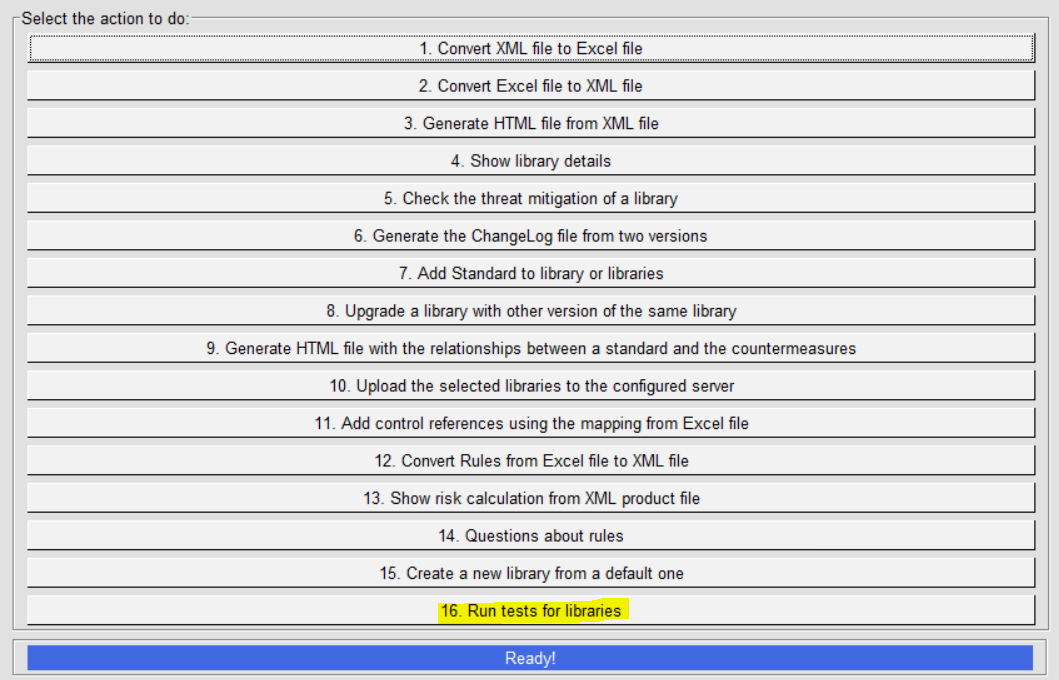 Select the action to do:
1. Convert XML file to Excel file
2. Convert Excel file to XML file
3. Generate HTML file from XML file
4. Show library details
5. Check the threat mitigation of a library
6. Generate the ChangeLog file from two versions
7. Add Standard to library or libraries
8. Upgrade a library with other version of the same library
9. Generate HTML file with the relationships between a standard and the countermeasures
10. Upload the selected libraries to the configured server
11. Add control references using the mapping from Excel file
12. Convert Rules from Excel file to XML file
13. Show risk calculation from XML product file
14. Questions about rules
15. Create a new library from a default one
16. Run tests for libraries
Ready!